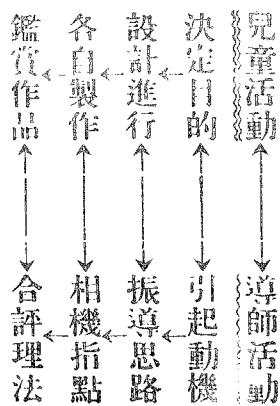 兒童活動
導師活動
決定目的
引起動機
設計進行
振導思路
各自製作
相機指點
鑑賞作品
合評理法